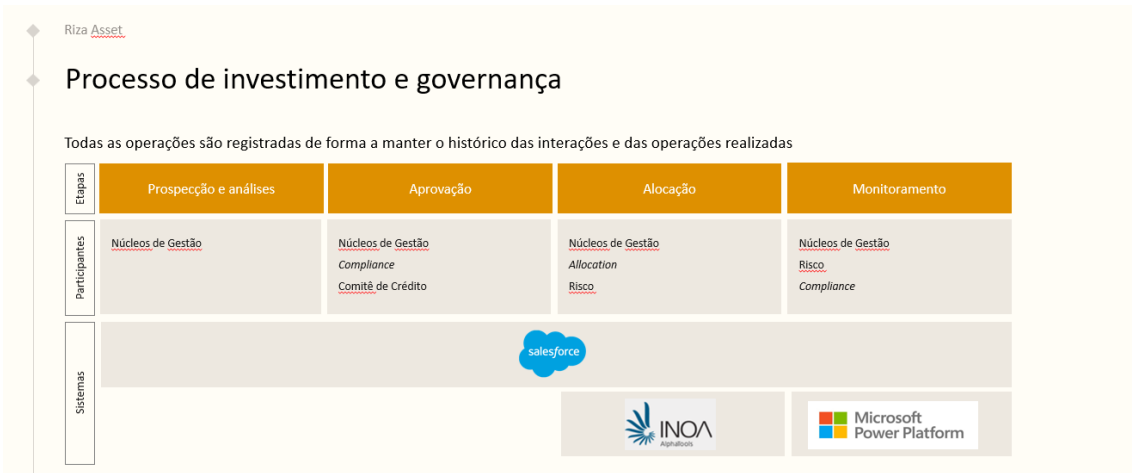 Riza Asset
Processo de investimento e governança
Todas as operações são registradas de forma a manter o histórico das interações e das operações realizadas
Etapas
Prospecção e análises
Aprovação
Alocação
Monitoramento
Participantes
Núcleos de Gestão
Núcleos de Gestão
Compliance
Comitê de Crédito
Núcleos de Gestão
Allocation
Risco
Núcleos de Gestão
Risco
Compliance
Sistemas
salesforce
INOA
Alphatools
Microsoft
Power Platform